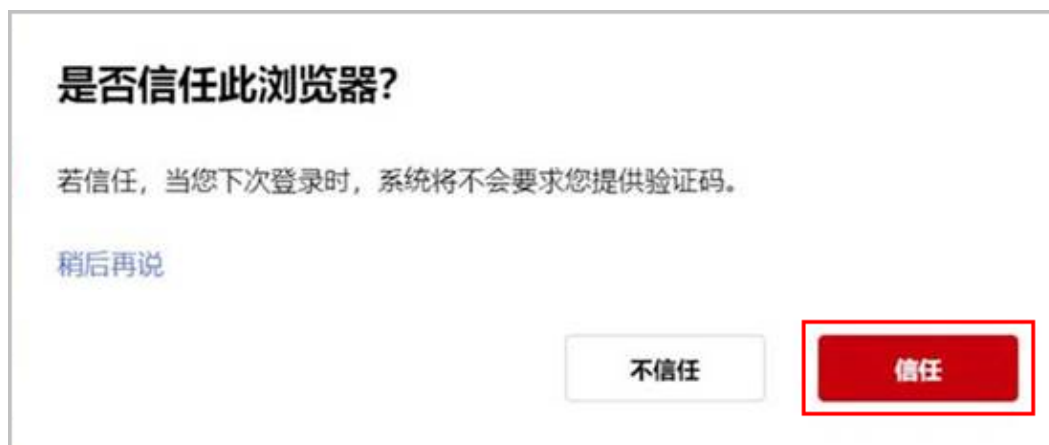 是否信任此浏览器?
若信任，当您下次登录时，系统将不会要求您提供验证码。
稍后再说
不信任
信任